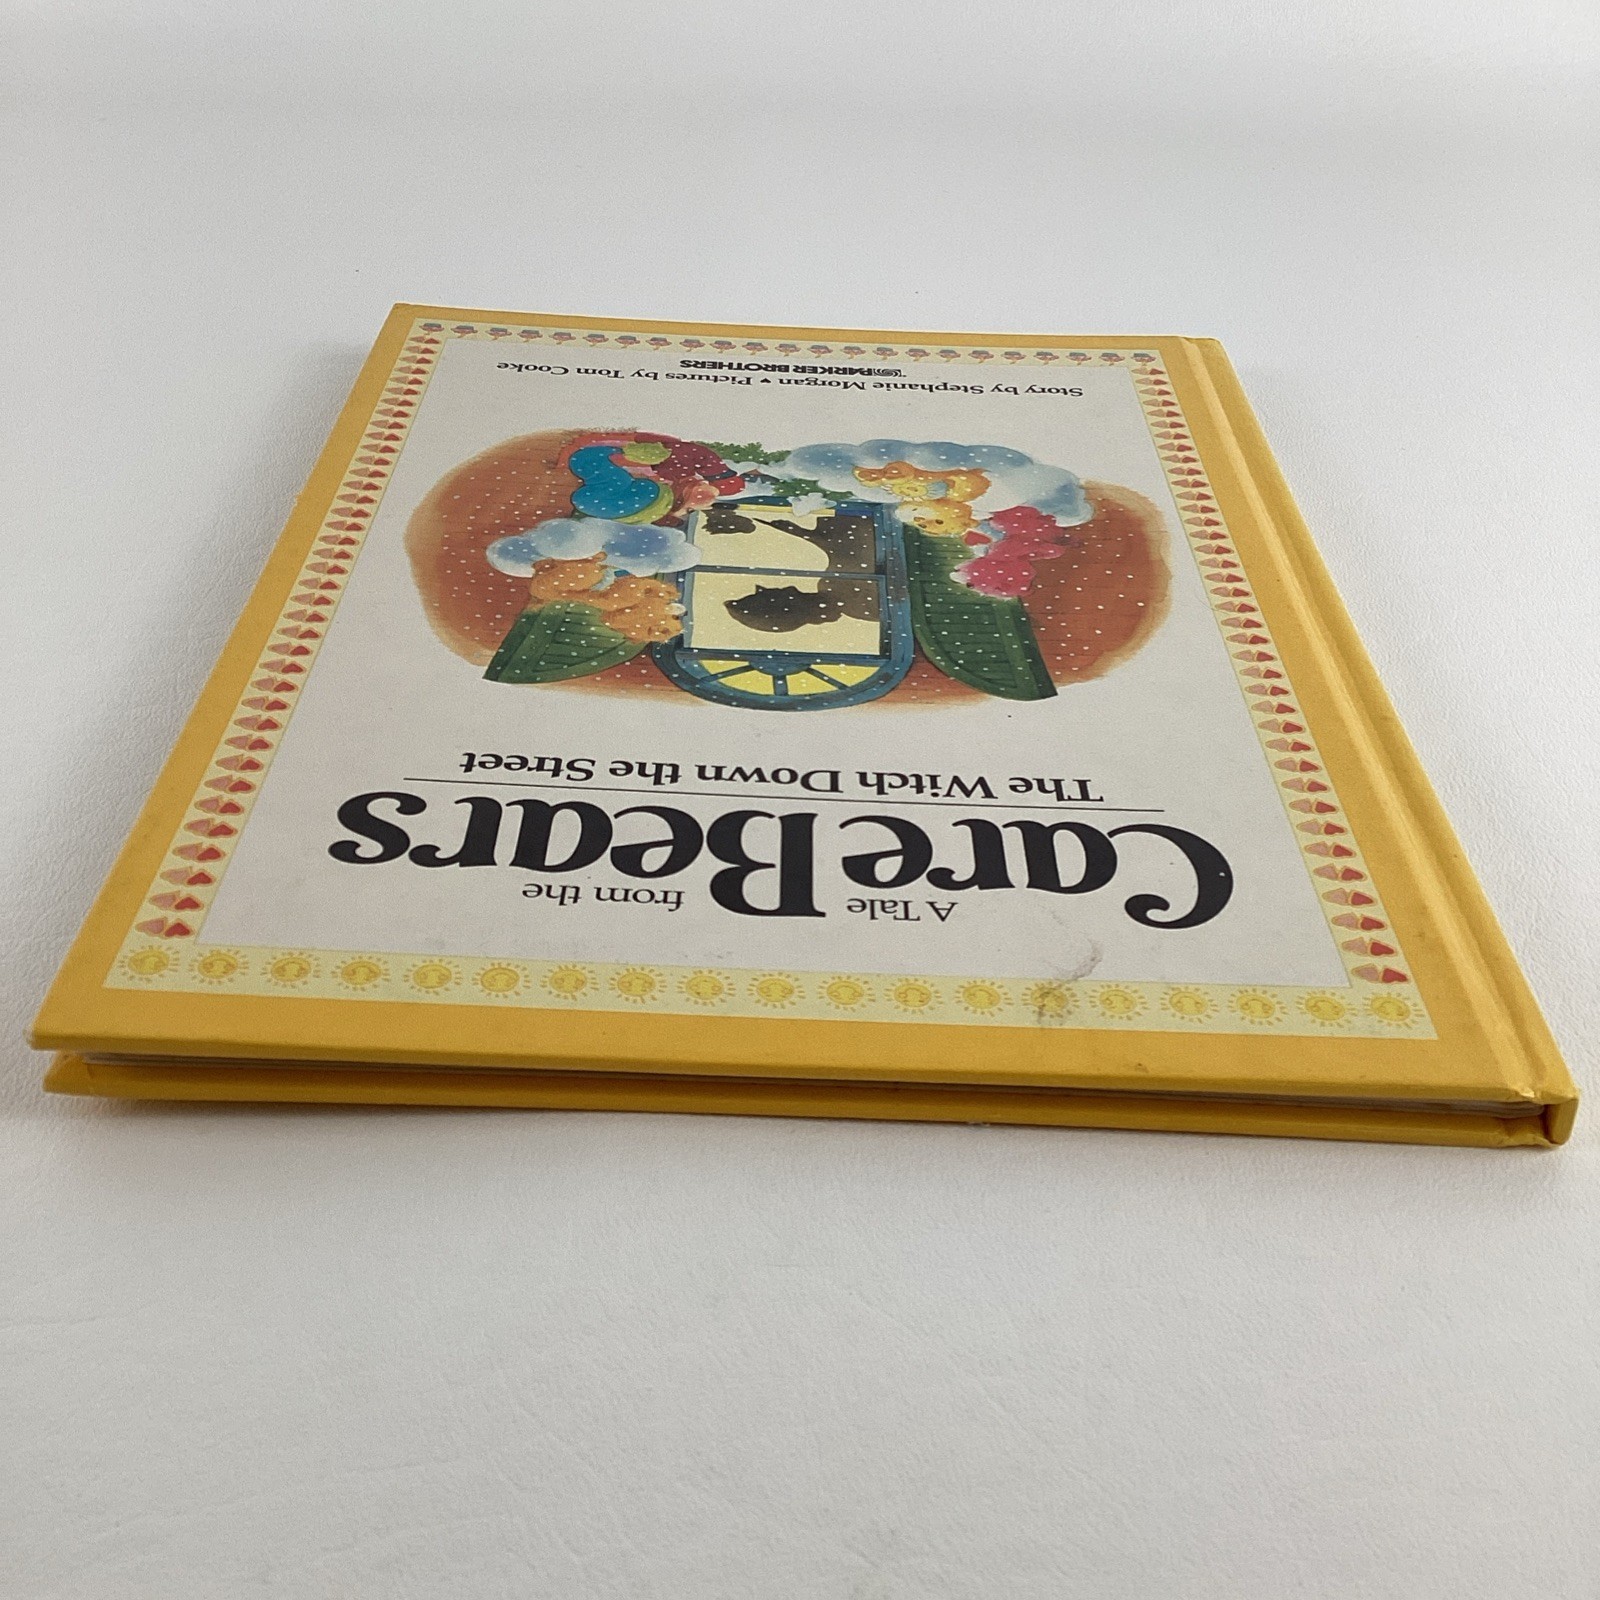 A Tale from the
Care Bears
The Witch Down the Street
Story by Stephanie Morgan ♥ Pictures by Tom Cooke
PARKER BROTHERS